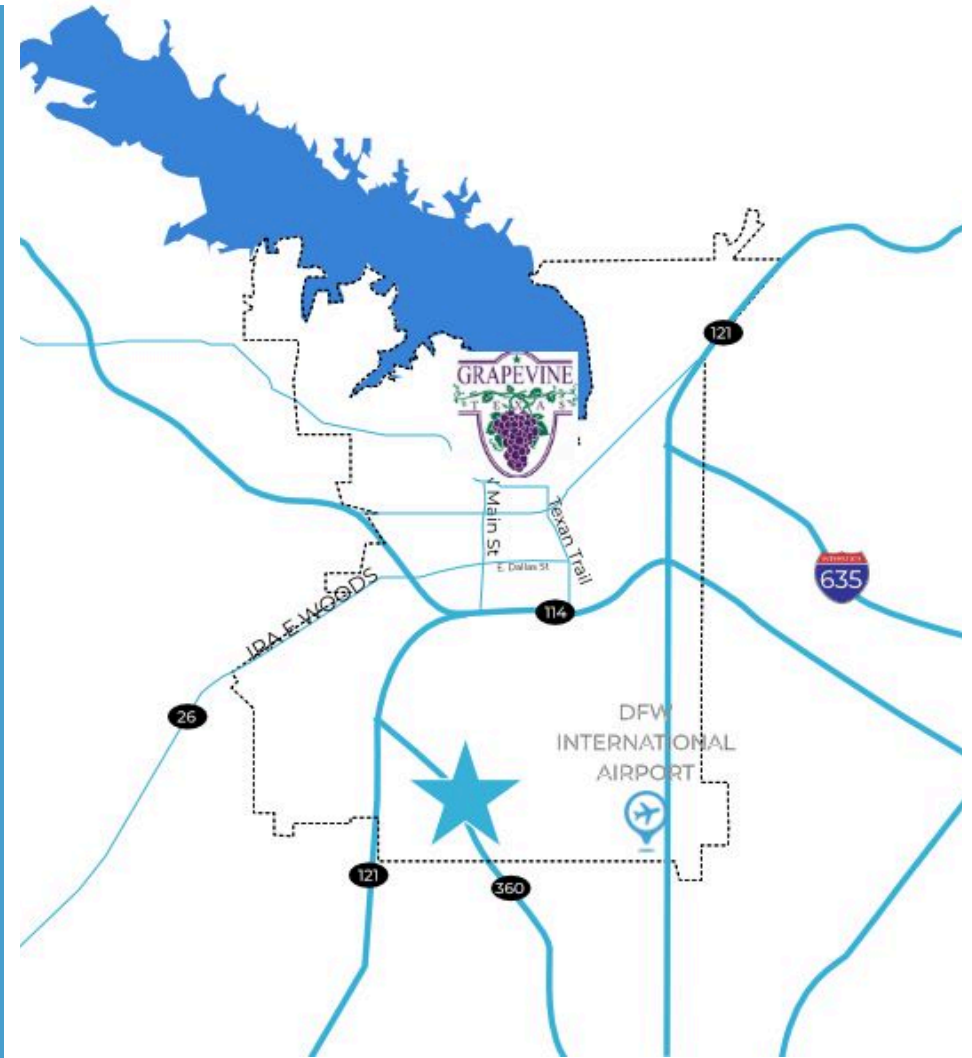 121
GRAPEVINE
TEXAS
Main St
Texan Trail
E. Dallas St
635
IRA E WOODS
114
26
DFW
INTERNATIONAL
AIRPORT
121
360